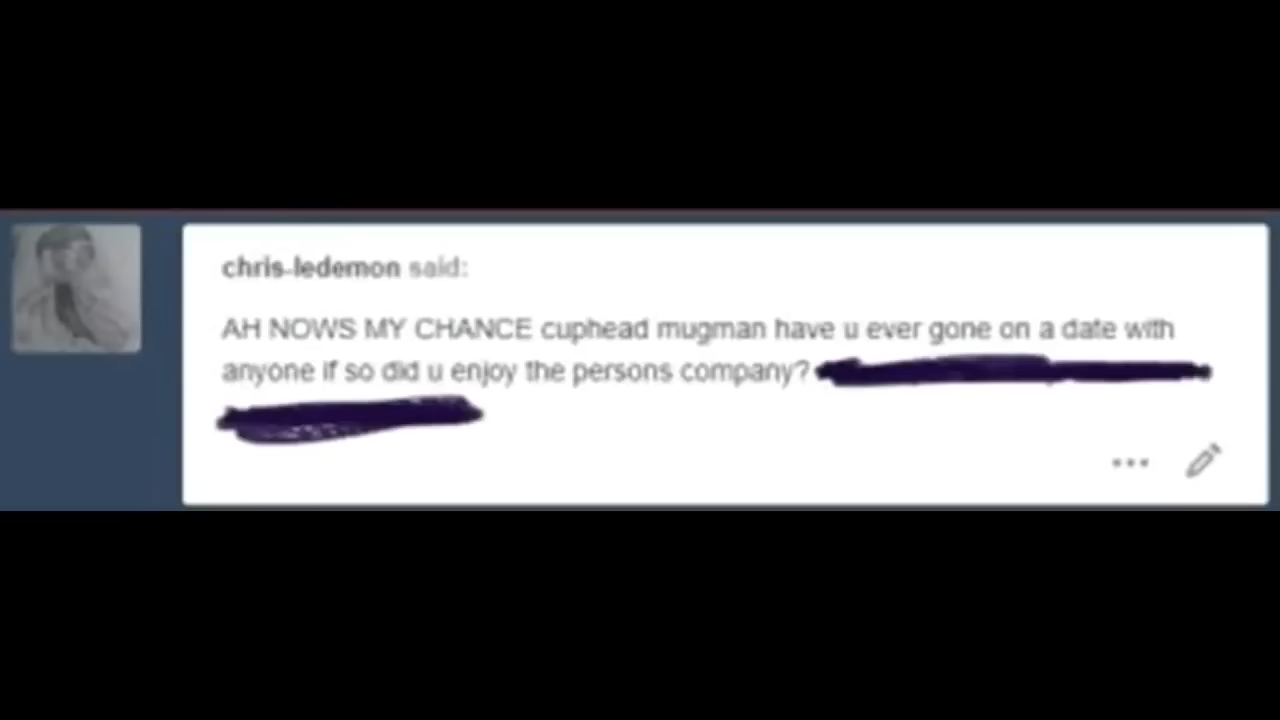 chris-ledemon said:
AH NOWS MY CHANCE cuphead mugman have u ever gone on a date with
anyone if so did u enjoy the persons company?